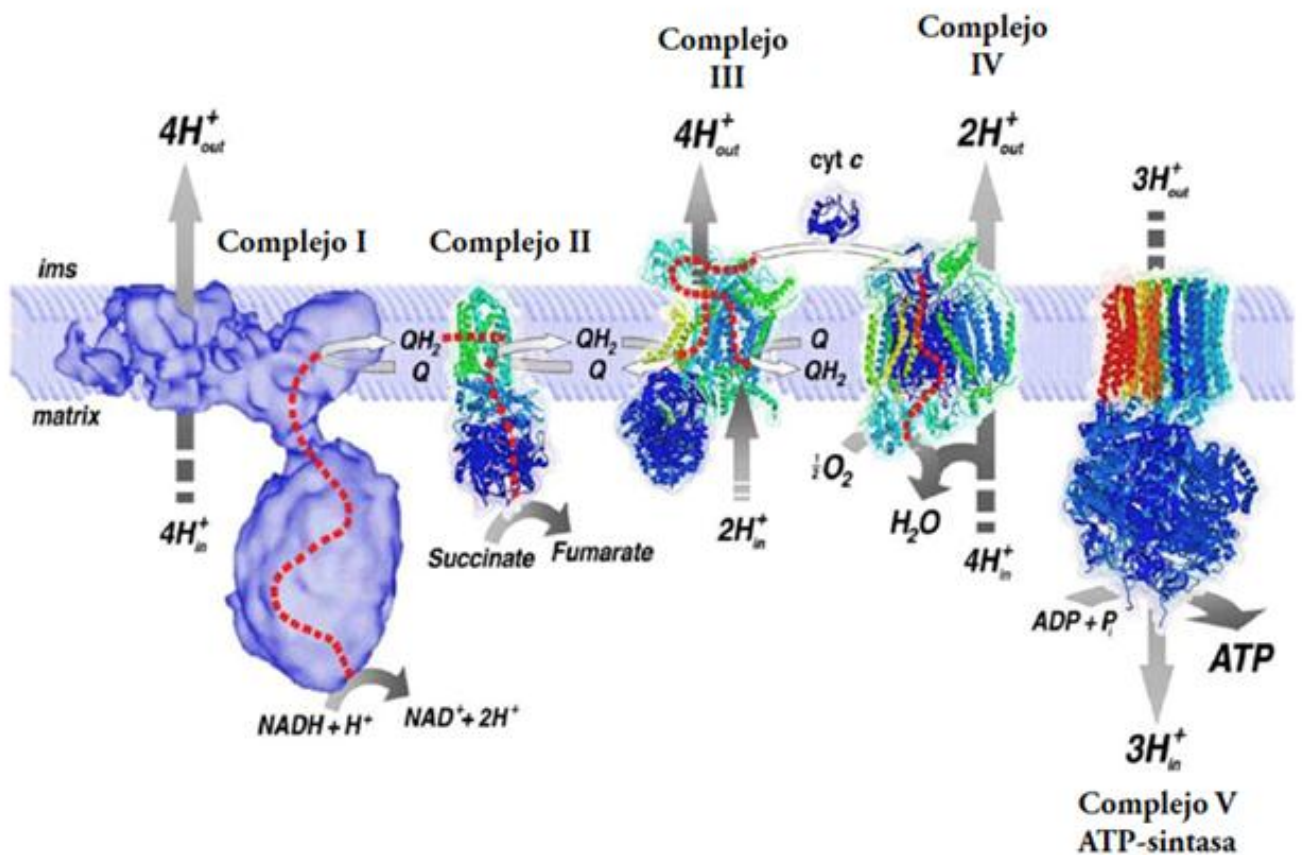 Complejo
III
Complejo
IV
4H⁺out
4H⁺out
2H⁺out
cyt c
3H⁺out
Complejo I
Complejo II
ims
matrix
QH₂
Q
QH₂
Q
Q
QH₂
½O₂
H₂O
4H⁺in
2H⁺in
4H⁺in
Succinate
Fumarate
ADP + Pᵢ
ATP
NADH + H⁺
NAD⁺ + 2H⁺
3H⁺in
Complejo V
ATP-sintasa